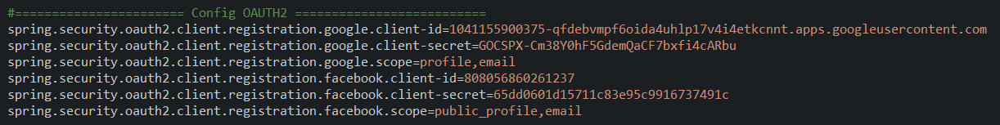 #======================= Config OAUTH2 ==========================
spring.security.oauth2.client.registration.google.client-id=1041155900375-qfdebvmpf6oida4uhlp17v4i4etkcnnt.apps.googleusercontent.com
spring.security.oauth2.client.registration.google.client-secret=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
spring.security.oauth2.client.registration.google.scope=profile,email
spring.security.oauth2.client.registration.facebook.client-id=808056860261237
spring.security.oauth2.client.registration.facebook.client-secret=65dd0601d15711c83e95c9916737491c
spring.security.oauth2.client.registration.facebook.scope=public_profile,email